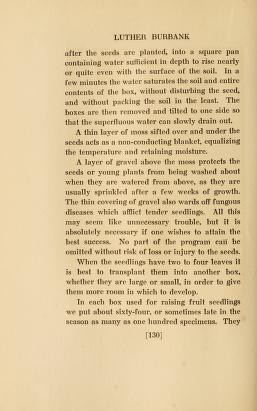 LUTHER BURBANK
after the seeds are planted, into a square pan
containing water sufficient in depth to rise nearly
or quite even with the surface of the soil. In a
few minutes the water saturates the soil and entire
contents of the box, without disturbing the seed,
and without packing the soil in the least. The
boxes are then removed and tilted to one side so
that the superfluous water can slowly drain out.
A thin layer of moss sifted over and under the
seeds acts as a non-conducting blanket, equalizing
the temperature and retaining moisture.
A layer of gravel above the moss protects the
seeds or young plants from being washed about
when they are watered from above, as they are
usually sprinkled after a few weeks of growth.
The thin covering of gravel also wards off fungous
diseases which afflict tender seedlings. All this
may seem like unnecessary trouble, but it is
absolutely necessary if one wishes to attain the
best success. No part of the program can be
omitted without risk of loss or injury to the seeds.
When the seedlings have two to four leaves it
is best to transplant them into another box,
whether they are large or small, in order to give
them more room in which to develop.
In each box used for raising fruit seedlings
we put about sixty-four, or sometimes late in the
season as many as one hundred specimens. They
[130]